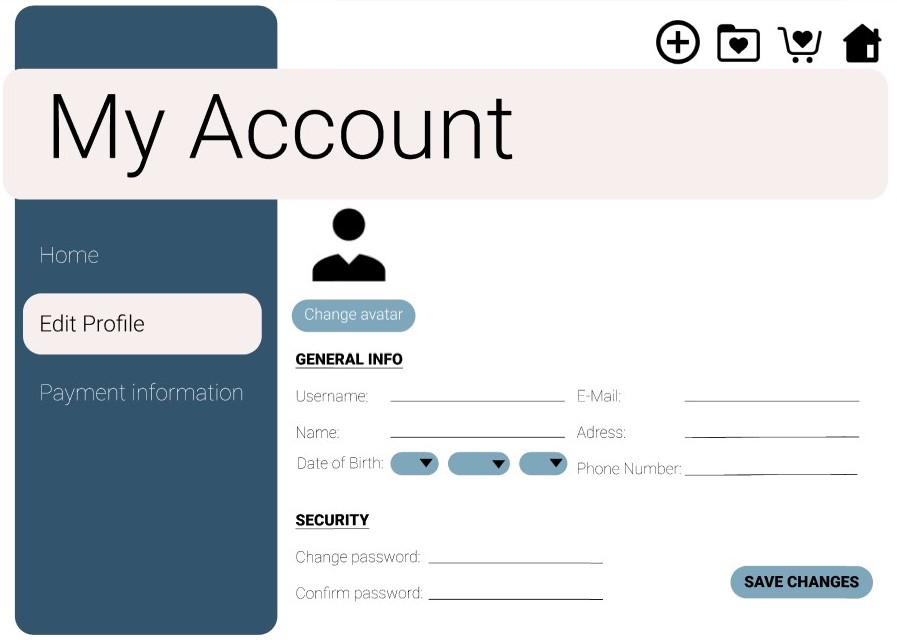 My Account
Home
Edit Profile
Payment information
Change avatar
GENERAL INFO
Username: E-Mail:
Name: Adress:
Date of Birth: Phone Number:
SECURITY
Change password:
Confirm password:
SAVE CHANGES